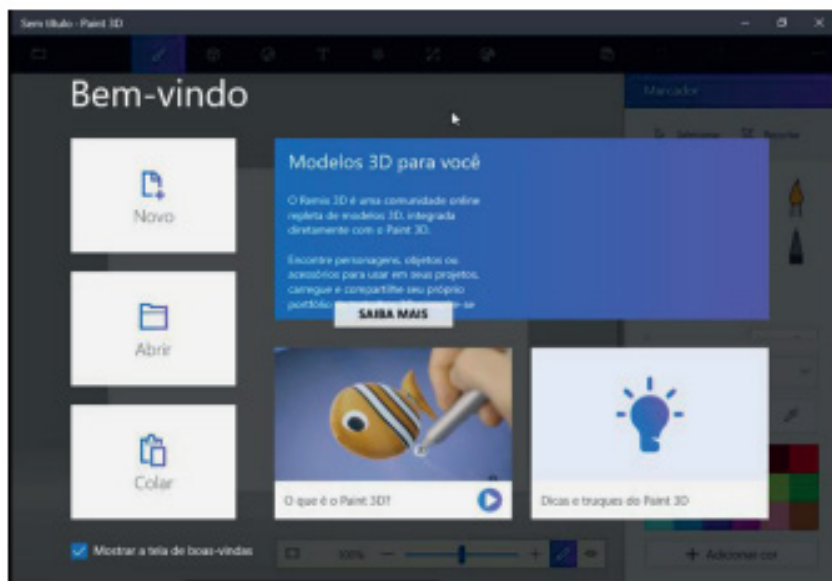 Sem título - Paint 3D
Bem-vindo
Marcador
Selecionar Recortar
Novo
Modelos 3D para você
O Remix 3D é uma comunidade online
repleta de modelos 3D, integrada
diretamente com o Paint 3D.
Encontre personagens, objetos ou
acessórios para usar em seus projetos,
carregue e compartilhe seu próprio
portfólio
SAIBA MAIS
Abrir
Colar
O que é o Paint 3D?
Dicas e truques do Paint 3D
Mostrar a tela de boas-vindas
100%
Adicionar cor